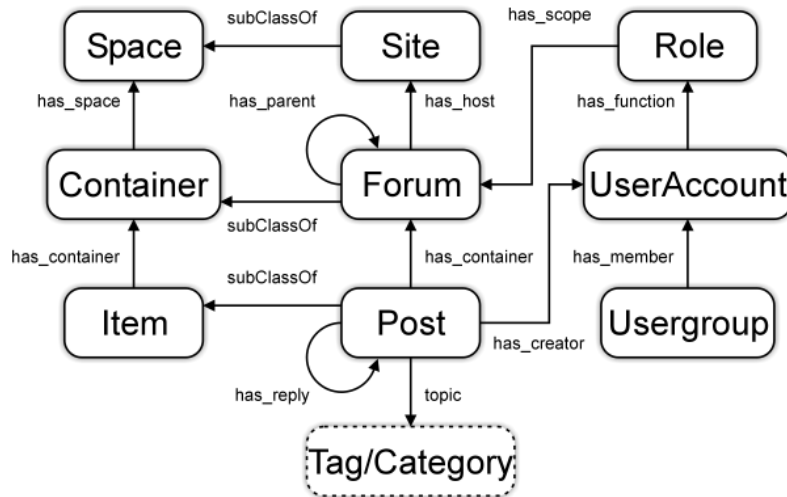 subClassOf
has_scope
Space
Site
Role
has_space
has_parent
has_host
has_function
Container
Forum
UserAccount
subClassOf
has_container
has_container
has_member
subClassOf
Item
Post
Usergroup
has_creator
has_reply
topic
Tag/Category